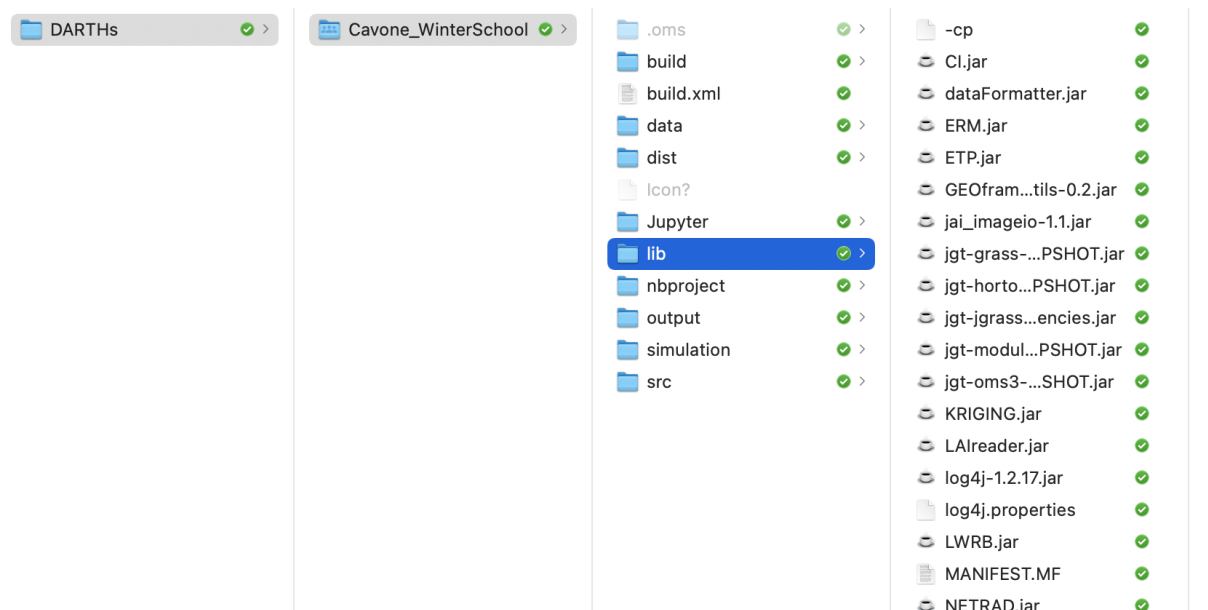 DARTHs
Cavone_WinterSchool
.oms
build
build.xml
data
dist
Icon?
Jupyter
lib
nbproject
output
simulation
src
-cp
CI.jar
dataFormatter.jar
ERM.jar
ETP.jar
GEOfram...tils-0.2.jar
jai_imageio-1.1.jar
jgt-grass-...PSHOT.jar
jgt-horto...PSHOT.jar
jgt-jgrass...encies.jar
jgt-modul...PSHOT.jar
jgt-oms3-...SHOT.jar
KRIGING.jar
LAIreader.jar
log4j-1.2.17.jar
log4j.properties
LWRB.jar
MANIFEST.MF
NETRAD.jar